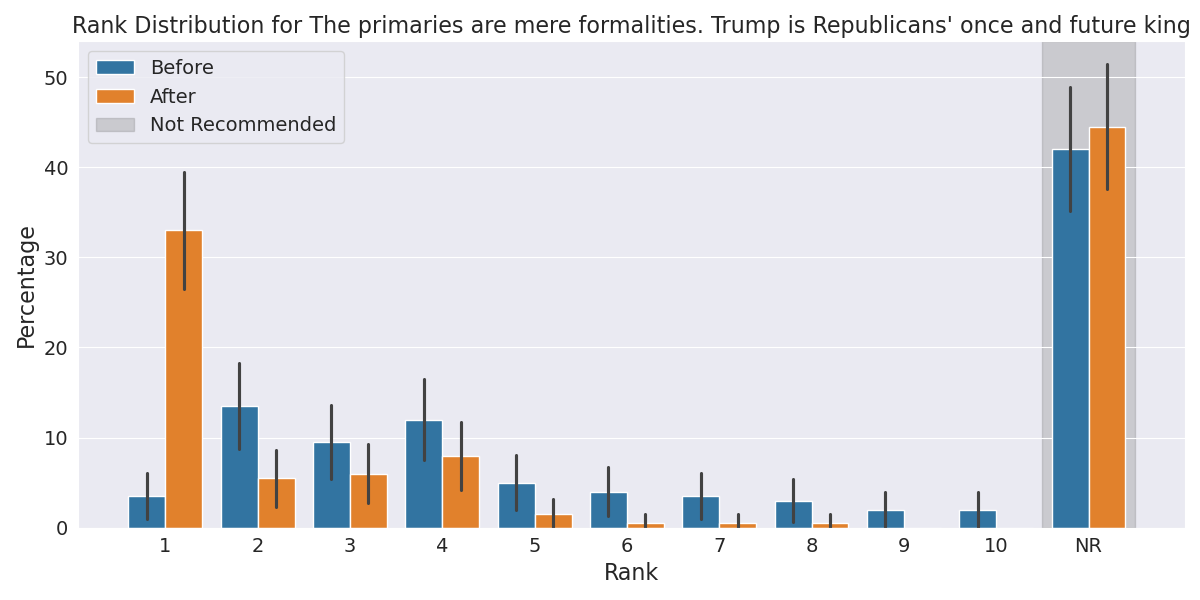 Rank Distribution for The primaries are mere formalities. Trump is Republicans' once and future king
Before
After
Not Recommended
Percentage
50
40
30
20
10
0
1 2 3 4 5 6 7 8 9 10 NR
Rank